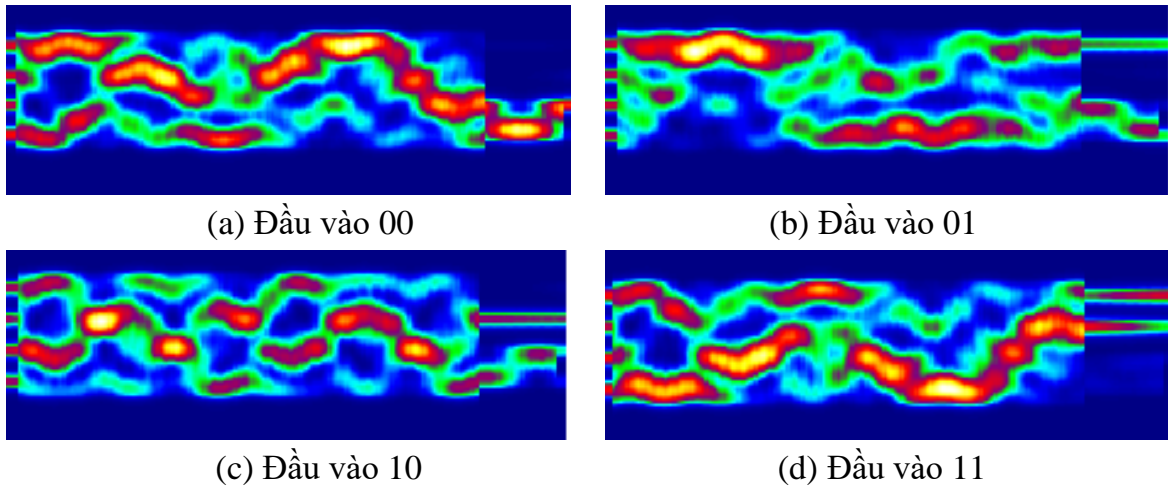 (a) Đầu vào 00
(b) Đầu vào 01
(c) Đầu vào 10
(d) Đầu vào 11